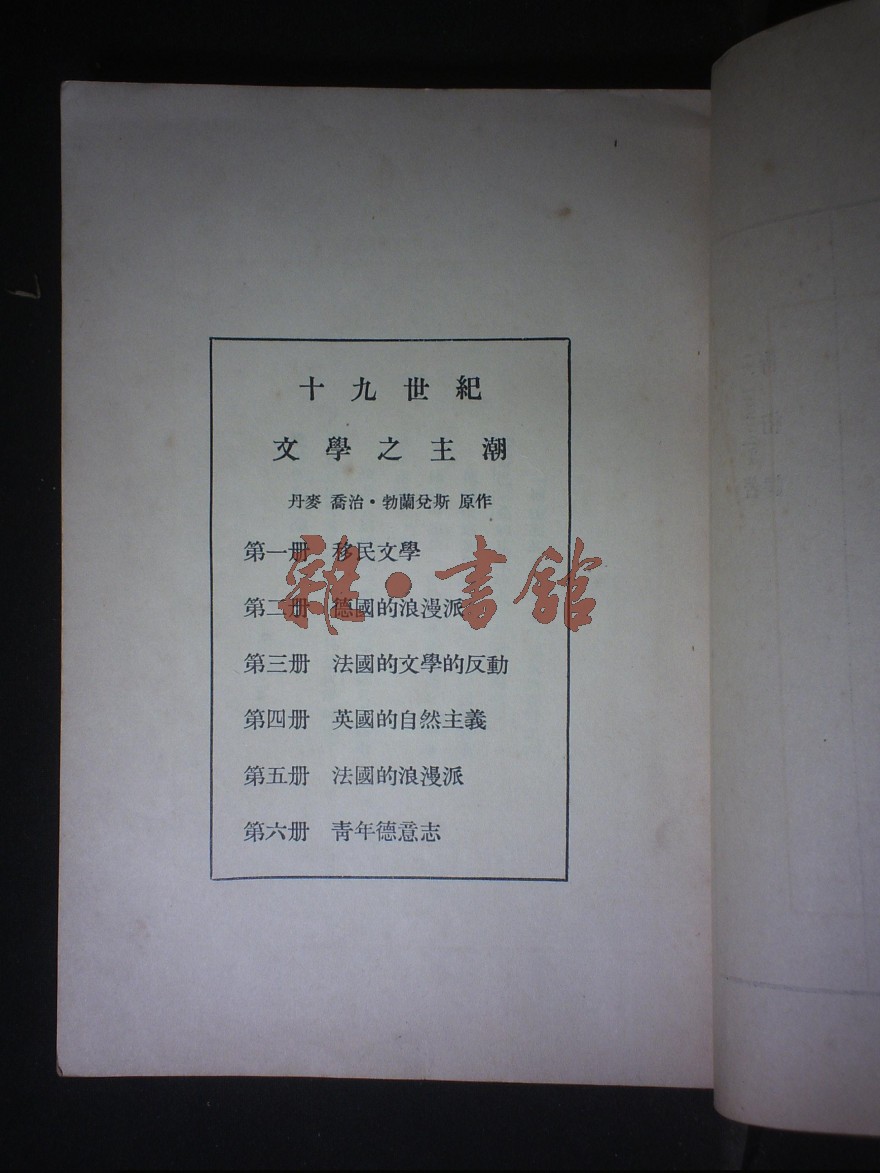 十九世紀
文學之主潮
丹麥 喬治·勃蘭兌斯 原作
第一册 移民文學
第二册 德國的浪漫派
第三册 法國的文學的反動
第四册 英國的自然主義
第五册 法國的浪漫派
第六册 靑年德意志
雜·書館